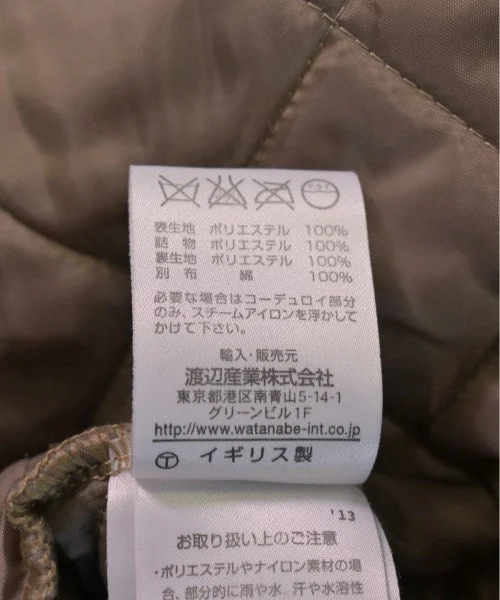 ドライ
表生地 ポリエステル 100%
詰物 ポリエステル 100%
裏生地 ポリエステル 100%
別布 綿 100%
必要な場合はコーデュロイ部分
のみ、スチームアイロンを浮かして
かけて下さい。
輸入・販売元
渡辺産業株式会社
東京都港区南青山5-14-1
グリーンビル1F
http://www.watanabe-int.co.jp
T イギリス製
'13
お取り扱い上のご注意
・ポリエステルやナイロン素材の場
合、部分的に雨や水、汗や水溶性